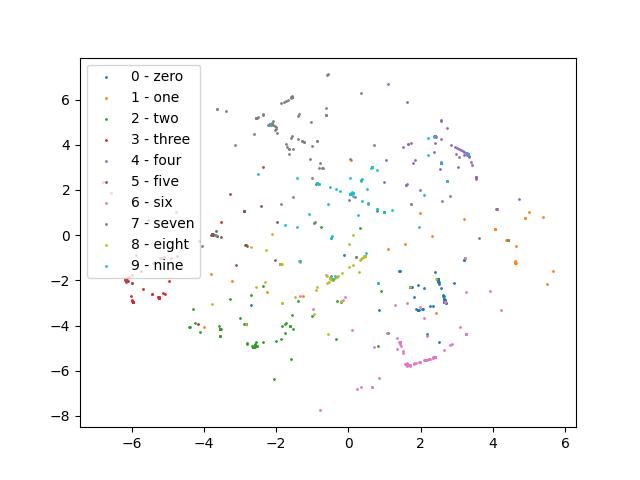 0 - zero
1 - one
2 - two
3 - three
4 - four
5 - five
6 - six
7 - seven
8 - eight
9 - nine
6
4
2
0
−2
−4
−6
−8
−6 −4 −2 0 2 4 6